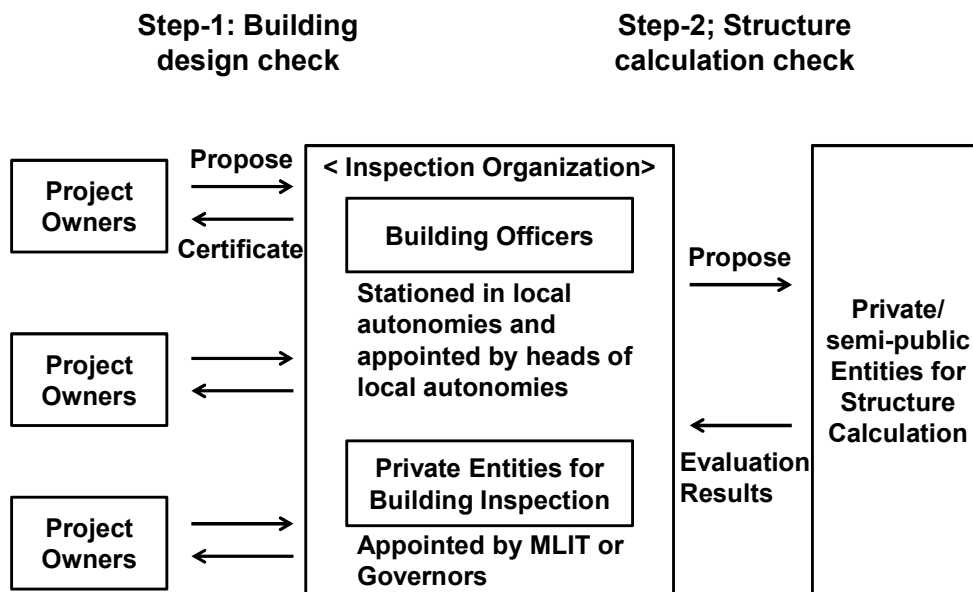 Step-1: Building
design check
Step-2; Structure
calculation check
Project
Owners
Propose
Certificate
Project
Owners
Project
Owners
< Inspection Organization>
Building Officers
Stationed in local
autonomies and
appointed by heads of
local autonomies
Private Entities for
Building Inspection
Appointed by MLIT or
Governors
Propose
Evaluation
Results
Private/
semi-public
Entities for
Structure
Calculation